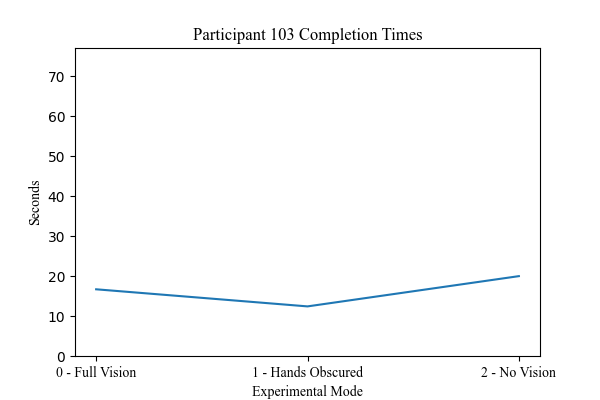 Participant 103 Completion Times
70
60
50
40
30
20
10
0
Seconds
0 - Full Vision
1 - Hands Obscured
2 - No Vision
Experimental Mode